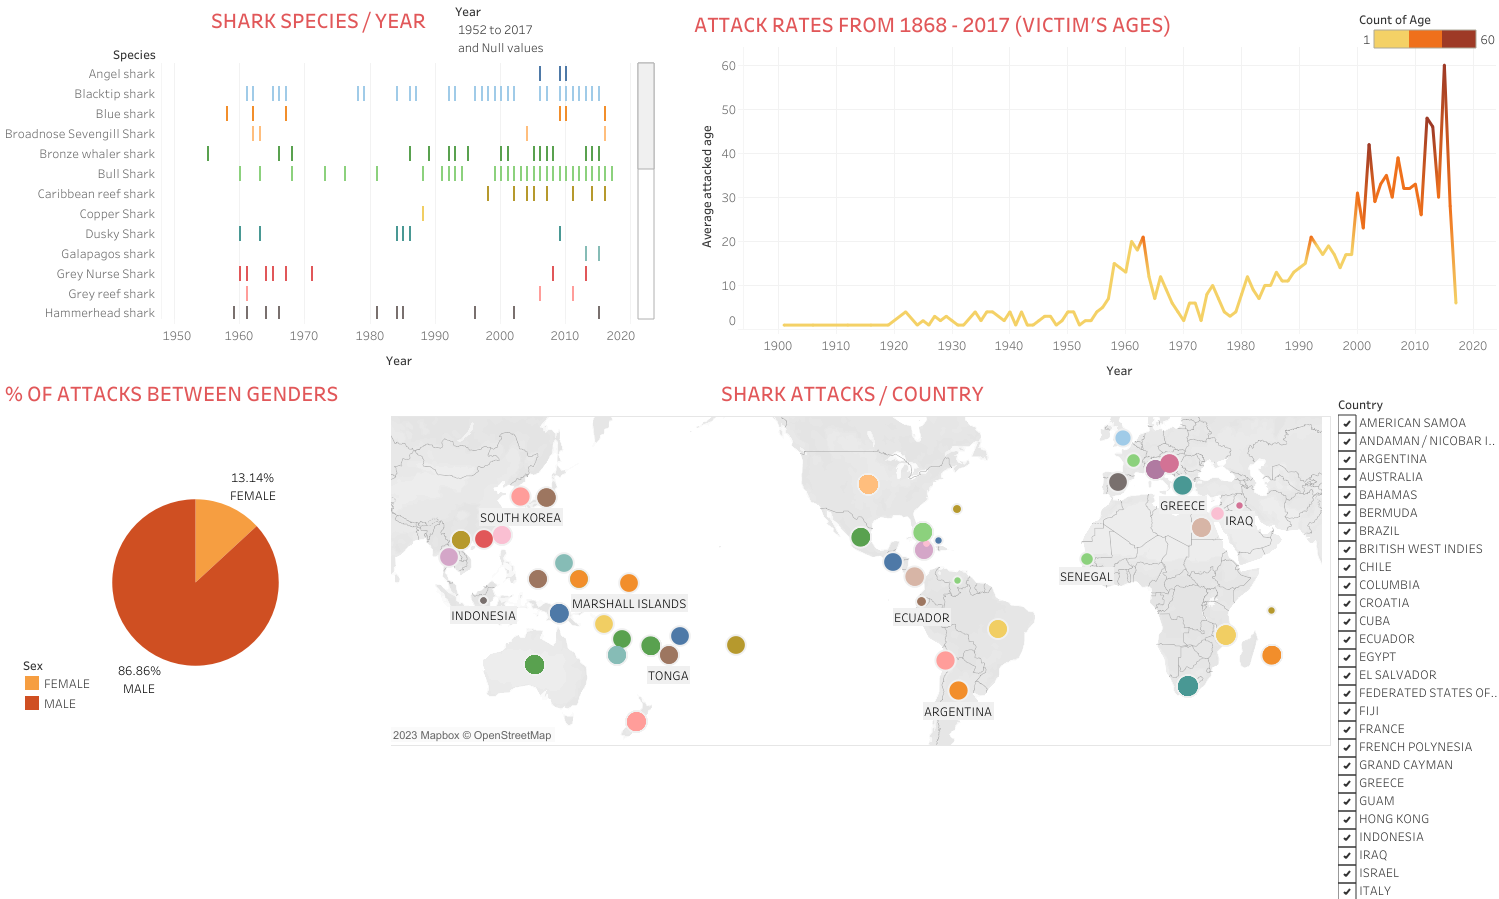 SHARK SPECIES / YEAR
Year
1952 to 2017
and Null values
Species
Angel shark
Blacktip shark
Blue shark
Broadnose Sevengill Shark
Bronze whaler shark
Bull Shark
Caribbean reef shark
Copper Shark
Dusky Shark
Galapagos shark
Grey Nurse Shark
Grey reef shark
Hammerhead shark
1950 1960 1970 1980 1990 2000 2010 2020
Year
ATTACK RATES FROM 1868 - 2017 (VICTIM'S AGES)
Count of Age
1 60
Average attacked age
60
50
40
30
20
10
0
1900 1910 1920 1930 1940 1950 1960 1970 1980 1990 2000 2010 2020
Year
% OF ATTACKS BETWEEN GENDERS
13.14%
FEMALE
86.86%
MALE
Sex
FEMALE
MALE
SHARK ATTACKS / COUNTRY
SOUTH KOREA
INDONESIA
MARSHALL ISLANDS
TONGA
ECUADOR
ARGENTINA
SENEGAL
GREECE
IRAQ
2023 Mapbox © OpenStreetMap
Country
AMERICAN SAMOA
ANDAMAN / NICOBAR I..
ARGENTINA
AUSTRALIA
BAHAMAS
BERMUDA
BRAZIL
BRITISH WEST INDIES
CHILE
COLUMBIA
CROATIA
CUBA
ECUADOR
EGYPT
EL SALVADOR
FEDERATED STATES OF..
FIJI
FRANCE
FRENCH POLYNESIA
GRAND CAYMAN
GREECE
GUAM
HONG KONG
INDONESIA
IRAQ
ISRAEL
ITALY